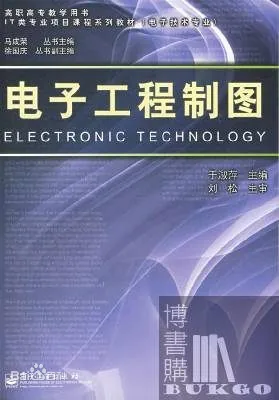 高职高专教学用书
IT类专业项目课程系列教材（电子技术专业）
马成荣 丛书主编
徐国庆 丛书副主编
电子工程制图
ELECTRONIC TECHNOLOGY
于淑萍 主编
刘松 主审
博書購
BUKGO